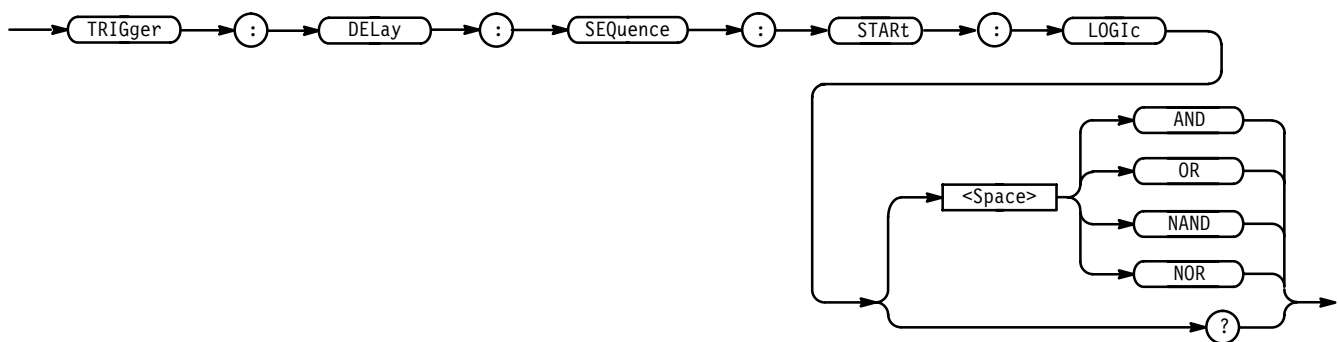 TRIGger : DELay : SEQuence : STARt : LOGIc
AND
OR
<Space>
NAND
NOR
?